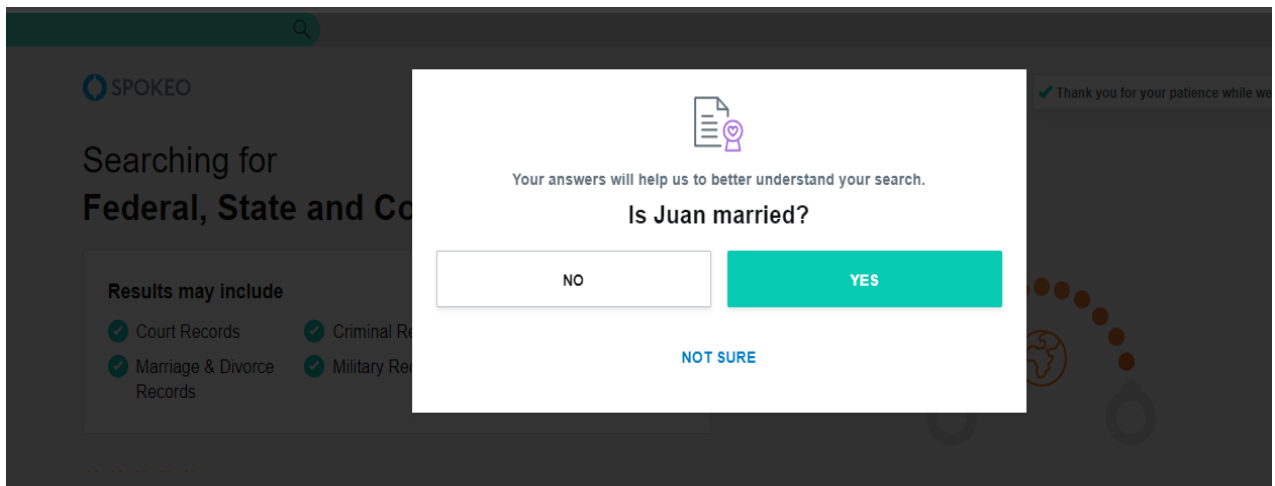 SPOKEO
Thank you for your patience while we
Searching for
Federal, State and Co
Your answers will help us to better understand your search.
Is Juan married?
NO
YES
NOT SURE
Results may include
Court Records
Criminal Re
Marriage & Divorce
Records
Military Rec